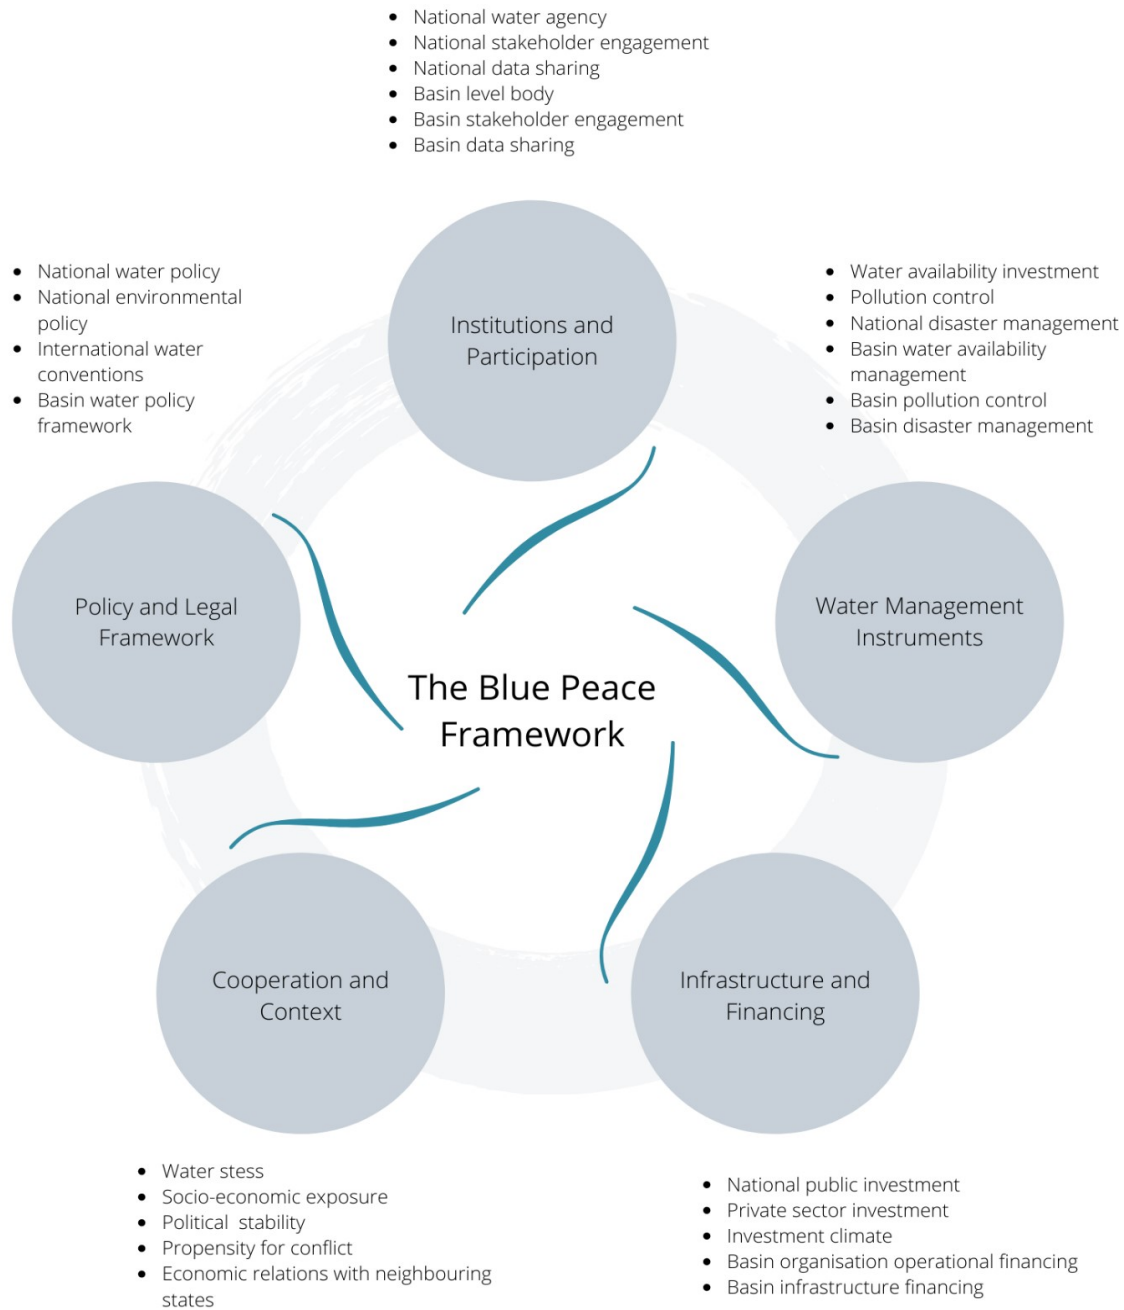 • National water agency
• National stakeholder engagement
• National data sharing
• Basin level body
• Basin stakeholder engagement
• Basin data sharing
Institutions and
Participation
• National water policy
• National environmental
policy
• International water
conventions
• Basin water policy
framework
• Water availability investment
• Pollution control
• National disaster management
• Basin water availability
management
• Basin pollution control
• Basin disaster management
Policy and Legal
Framework
Water Management
Instruments
The Blue Peace
Framework
Cooperation and
Context
Infrastructure and
Financing
• Water stess
• Socio-economic exposure
• Political  stability
• Propensity for conflict
• Economic relations with neighbouring
states
• National public investment
• Private sector investment
• Investment climate
• Basin organisation operational financing
• Basin infrastructure financing